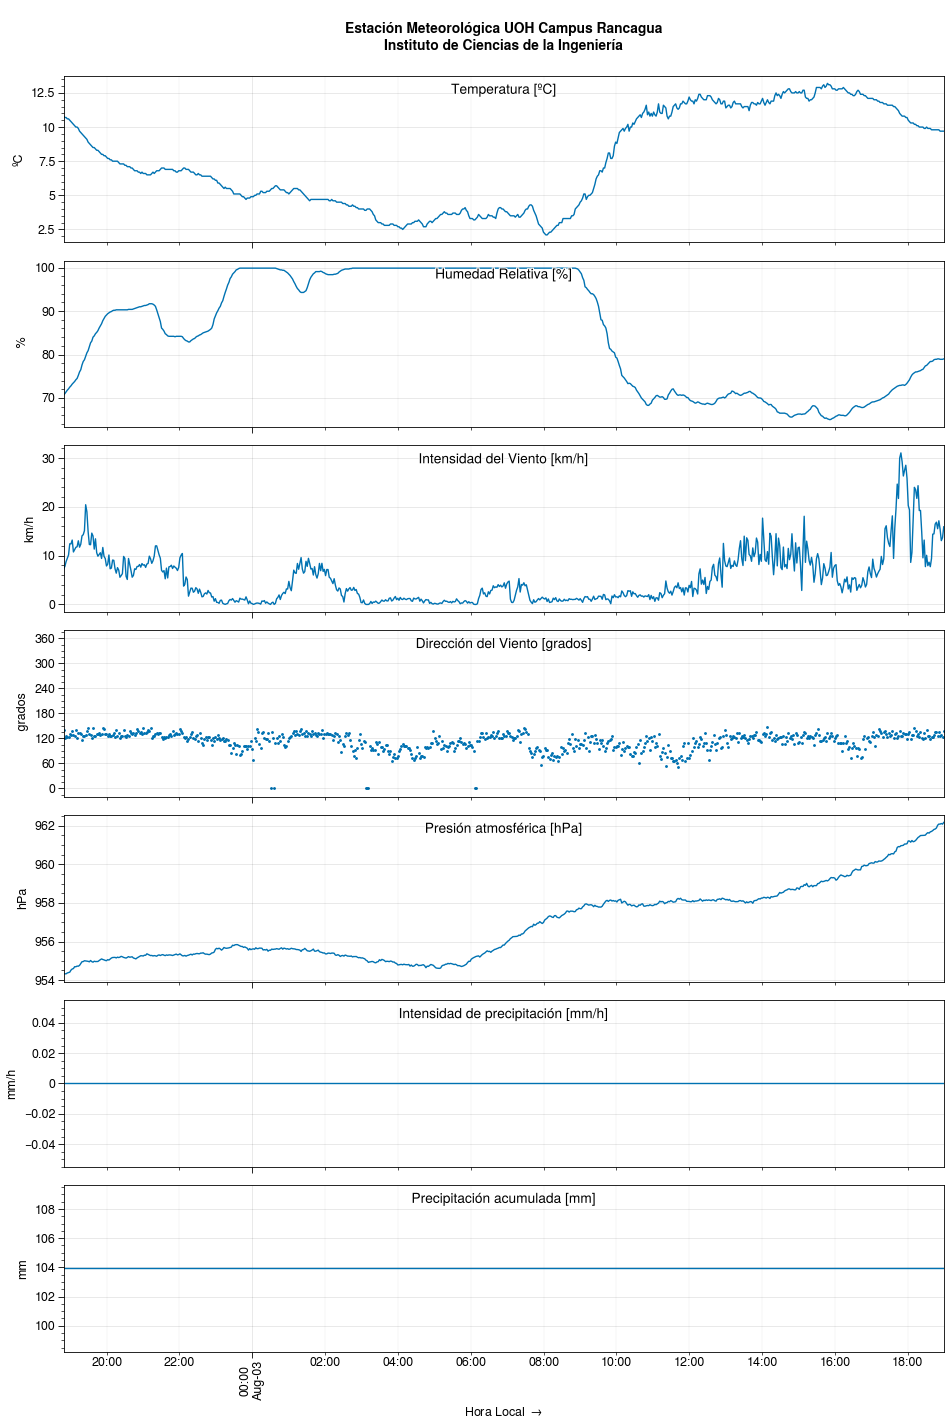 Estación Meteorológica UOH Campus Rancagua
Instituto de Ciencias de la Ingeniería
Temperatura [ºC]
12.5
10
7.5
5
2.5
ºC
Humedad Relativa [%]
100
90
80
70
%
Intensidad del Viento [km/h]
30
20
10
0
km/h
Dirección del Viento [grados]
360
300
240
180
120
60
0
grados
Presión atmosférica [hPa]
962
960
958
956
954
hPa
Intensidad de precipitación [mm/h]
0.04
0.02
0
−0.02
−0.04
mm/h
Precipitación acumulada [mm]
108
106
104
102
100
mm
20:00 22:00 00:00 02:00 04:00 06:00 08:00 10:00 12:00 14:00 16:00 18:00
Aug-03
Hora Local →